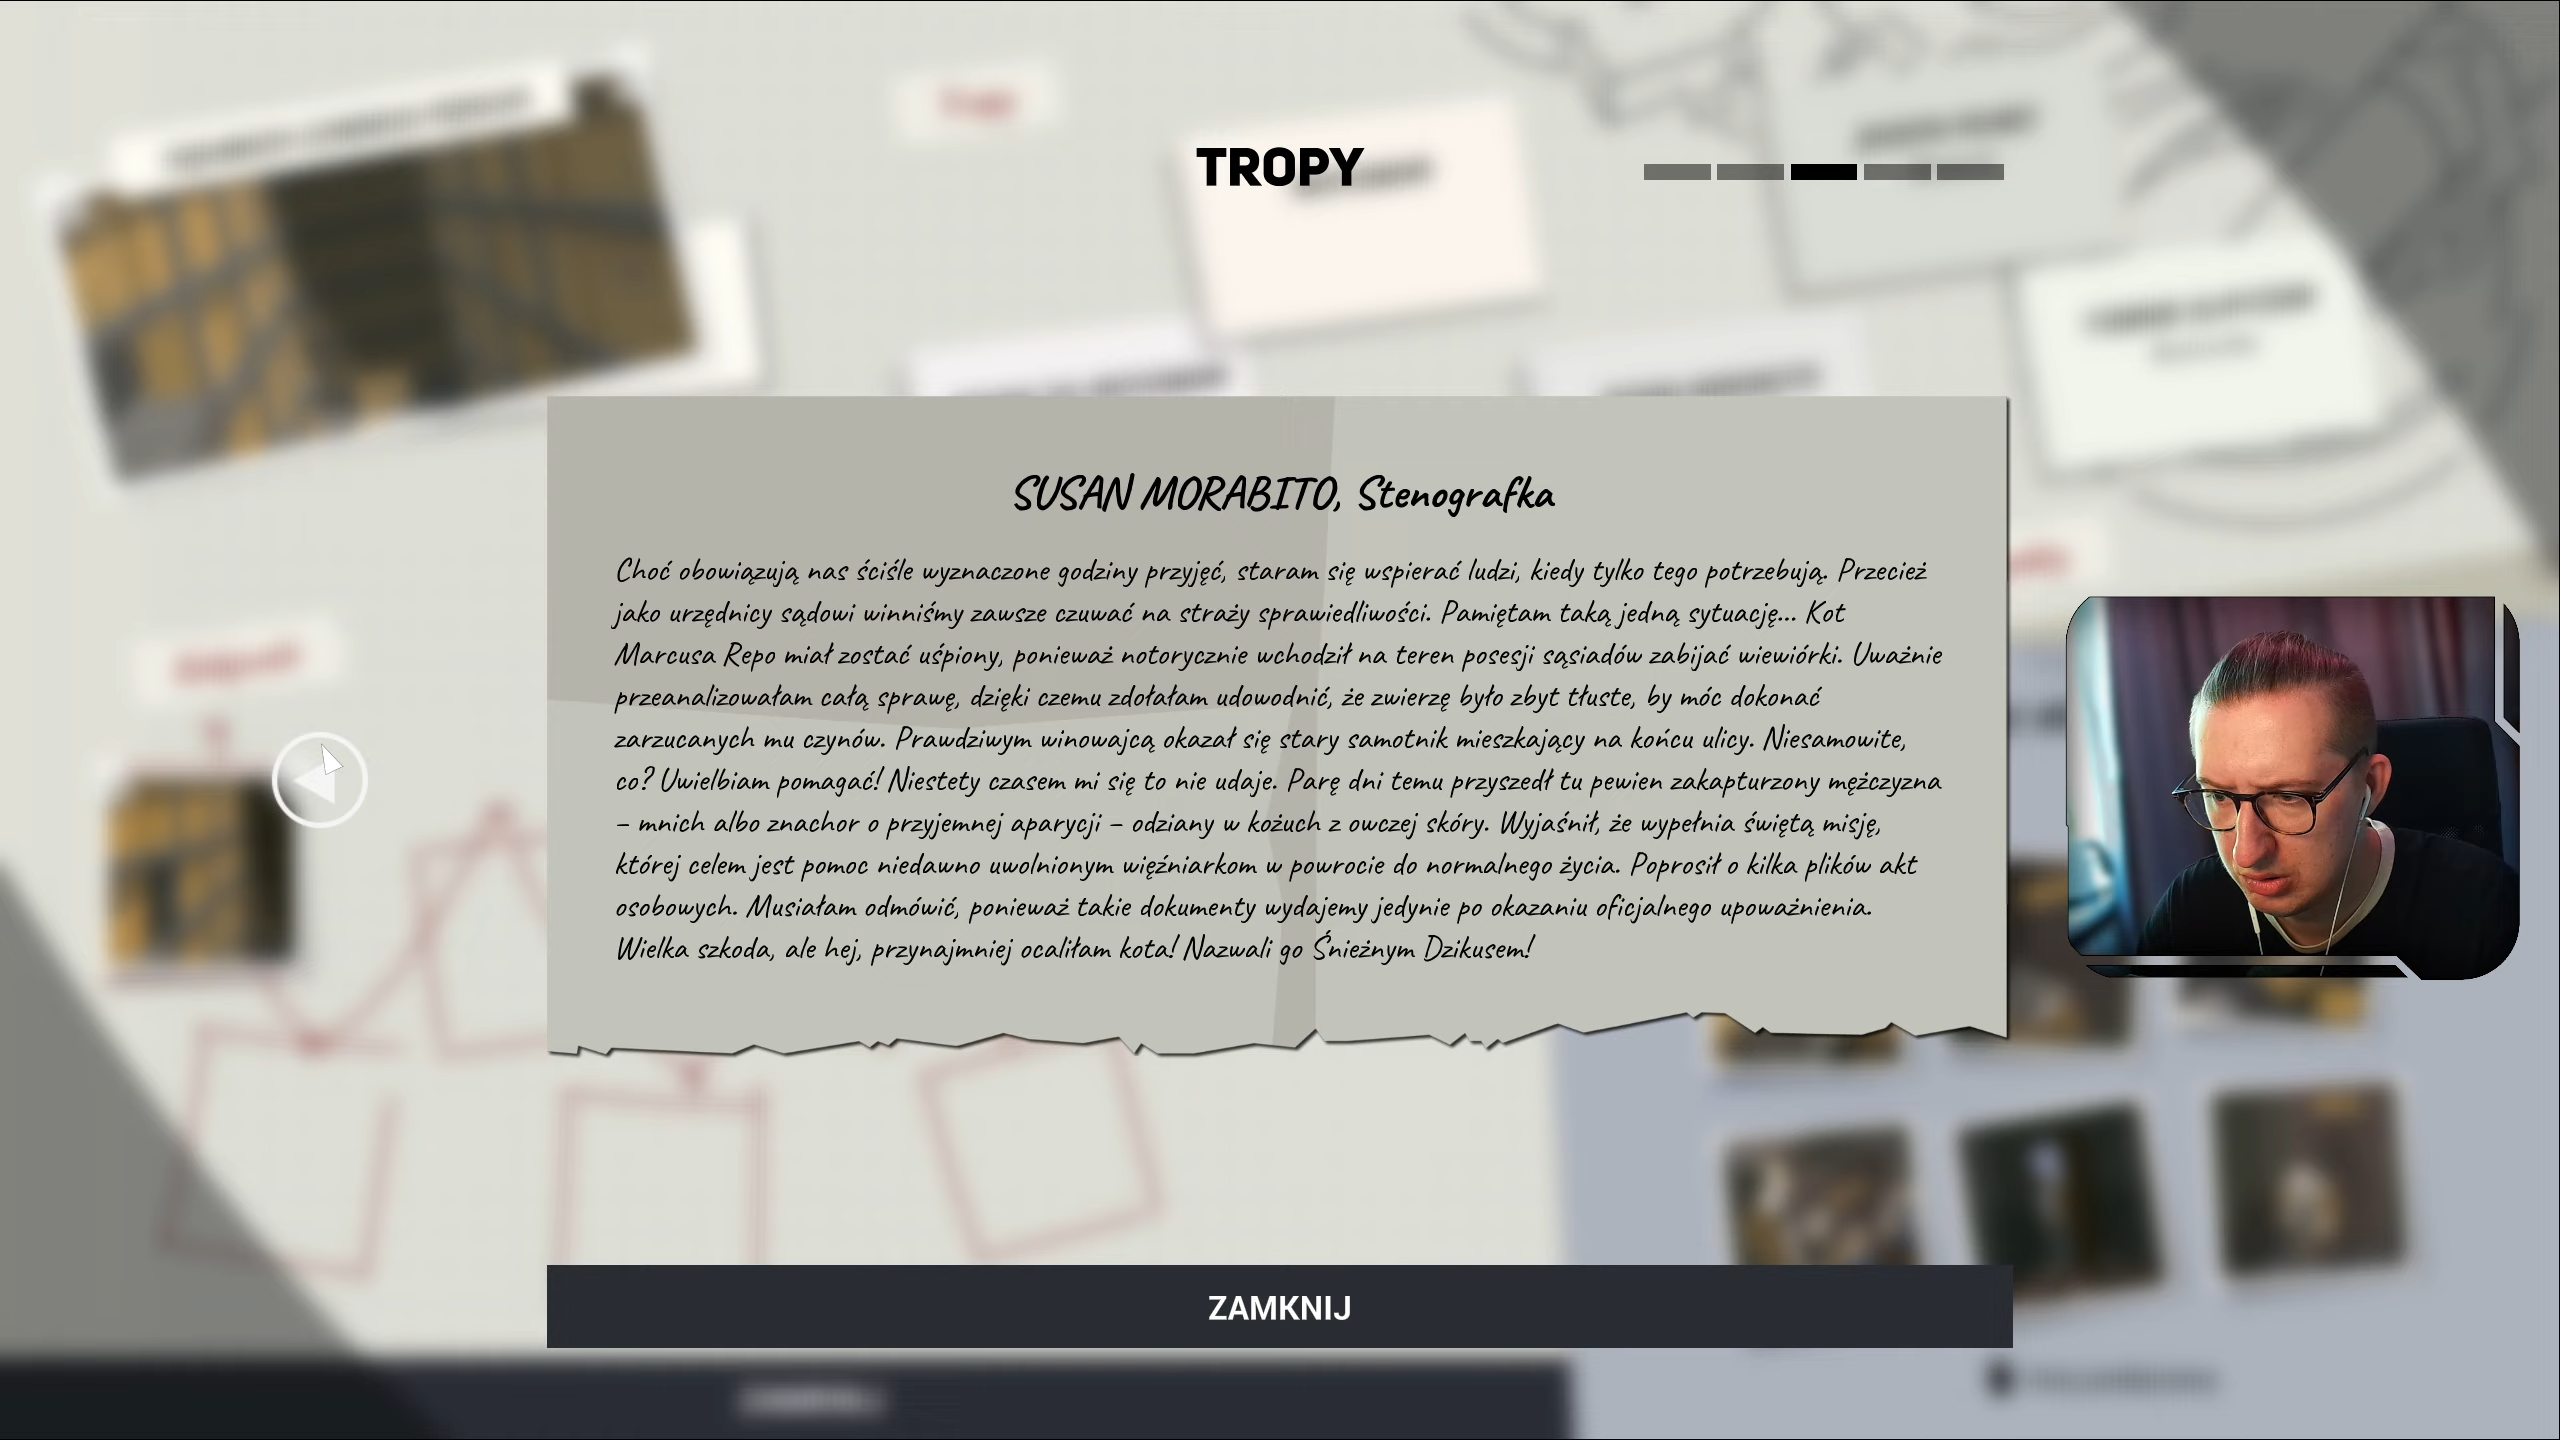 TROPY
SUSAN MORABITO, Stenografka
Choć obowiązują nas ściśle wyznaczone godziny przyjęć, staram się wspierać ludzi, kiedy tylko tego potrzebują. Przecież
jako urzędnicy sądowi winniśmy zawsze czuwać na straży sprawiedliwości. Pamiętam taką jedną sytuację... Kot
Marcusa Repo miał zostać uśpiony, ponieważ notorycznie wchodził na teren posesji sąsiadów zabijać wiewiórki. Uważnie
przeanalizowałam całą sprawę, dzięki czemu zdołałam udowodnić, że zwierzę było zbyt tłuste, by móc dokonać
zarzucanych mu czynów. Prawdziwym winowajcą okazał się stary samotnik mieszkający na końcu ulicy. Niesamowite,
co? Uwielbiam pomagać! Niestety czasem mi się to nie udaje. Parę dni temu przyszedł tu pewien zakapturzony mężczyzna
– mnich albo znachor o przyjemnej aparycji – odziany w kożuch z owczej skóry. Wyjaśnił, że wypełnia świętą misję,
której celem jest pomoc niedawno uwolnionym więźniarkom w powrocie do normalnego życia. Poprosił o kilka plików akt
osobowych. Musiałam odmówić, ponieważ takie dokumenty wydajemy jedynie po okazaniu oficjalnego upoważnienia.
Wielka szkoda, ale hej, przynajmniej ocaliłam kota! Nazwali go Śnieżnym Dzikusem!
ZAMKNIJ